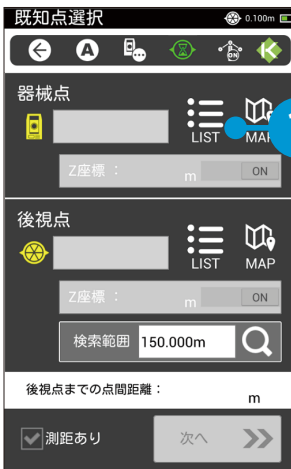 既知点選択 0.100m
A ON
器械点
LIST MAP
Z座標： m ON
後視点
LIST MAP
Z座標： m ON
検索範囲 150.000m
後視点までの点間距離：
m
測距あり 次へ